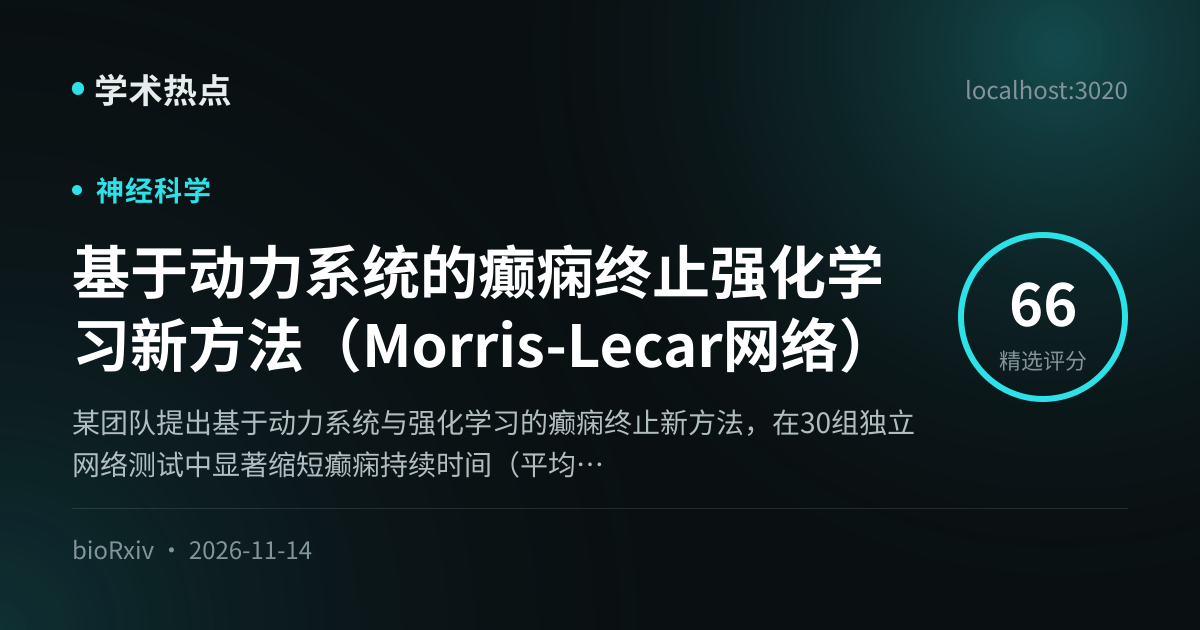 学术热点
localhost:3020
神经科学
基于动力系统的癫痫终止强化学
习新方法（Morris-Lecar网络）
66
精选评分
某团队提出基于动力系统与强化学习的癫痫终止新方法，在30组独立
网络测试中显著缩短癫痫持续时间（平均…
bioRxiv • 2026-11-14